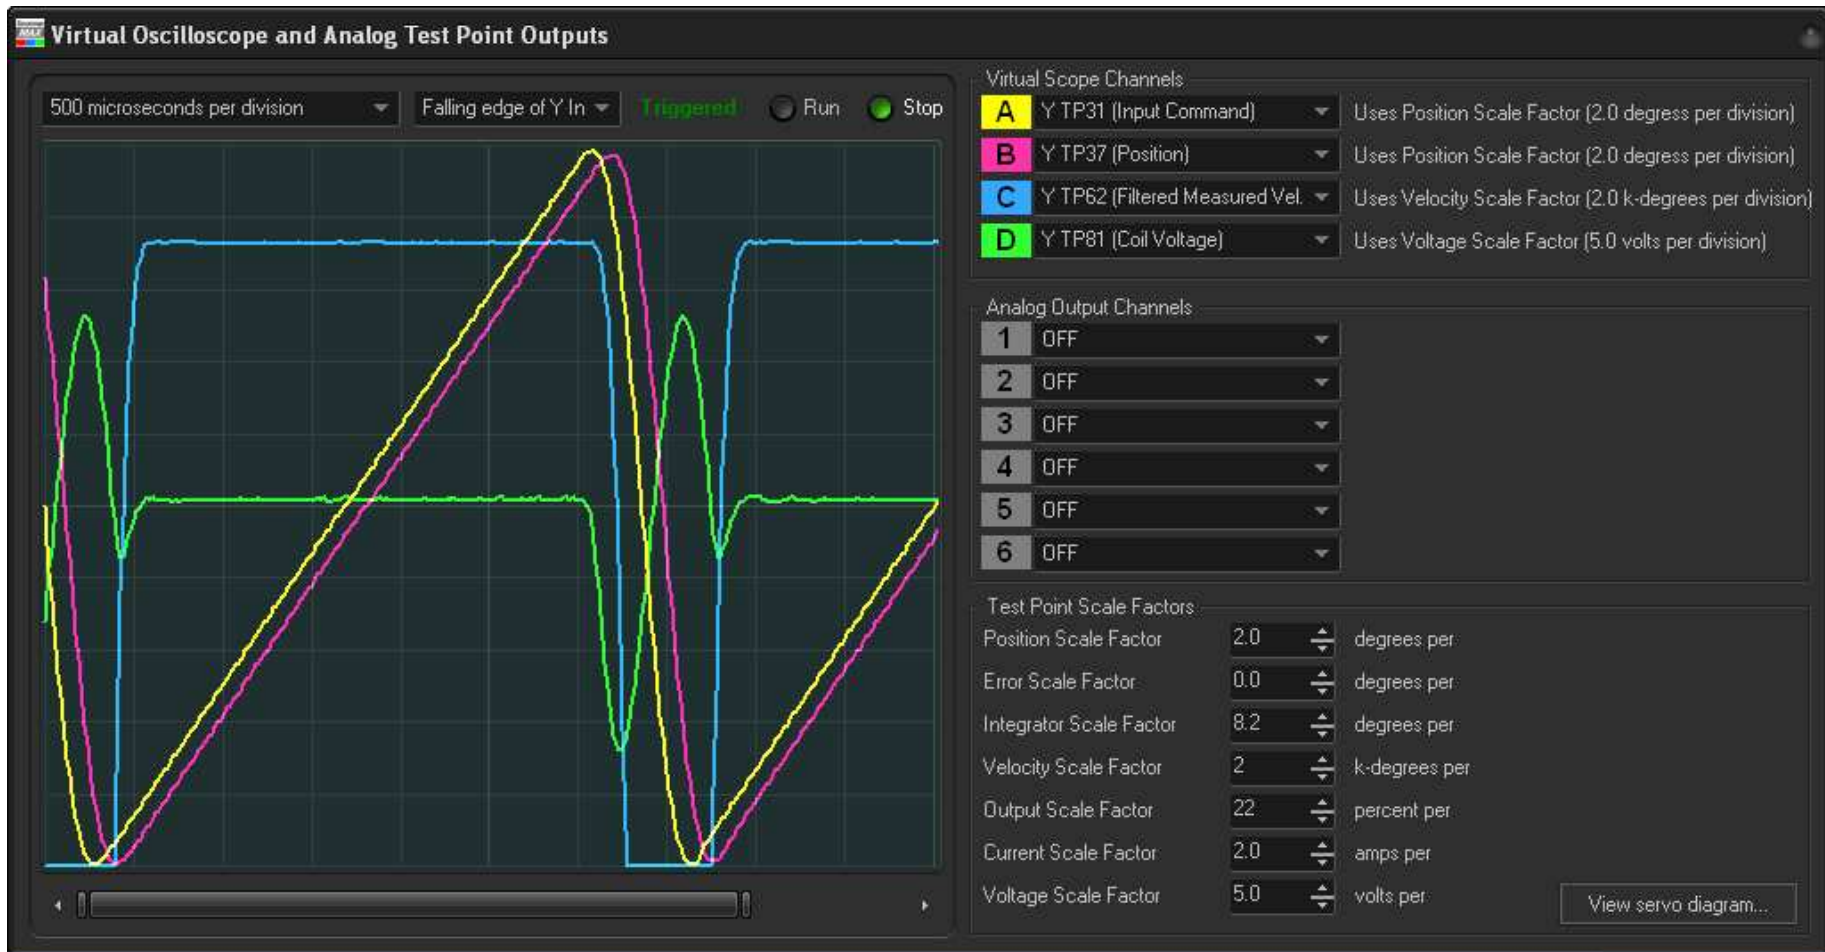 Virtual Oscilloscope and Analog Test Point Outputs
500 microseconds per division
Falling edge of Y In
Triggered
Run
Stop
Virtual Scope Channels
A Y TP31 (Input Command) Uses Position Scale Factor (2.0 degress per division)
B Y TP37 (Position) Uses Position Scale Factor (2.0 degress per division)
C Y TP62 (Filtered Measured Vel. Uses Velocity Scale Factor (2.0 k-degrees per division)
D Y TP81 (Coil Voltage) Uses Voltage Scale Factor (5.0 volts per division)
Analog Output Channels
1 OFF
2 OFF
3 OFF
4 OFF
5 OFF
6 OFF
Test Point Scale Factors
Position Scale Factor 2.0 degrees per
Error Scale Factor 0.0 degrees per
Integrator Scale Factor 8.2 degrees per
Velocity Scale Factor 2 k-degrees per
Output Scale Factor 22 percent per
Current Scale Factor 2.0 amps per
Voltage Scale Factor 5.0 volts per
View servo diagram...